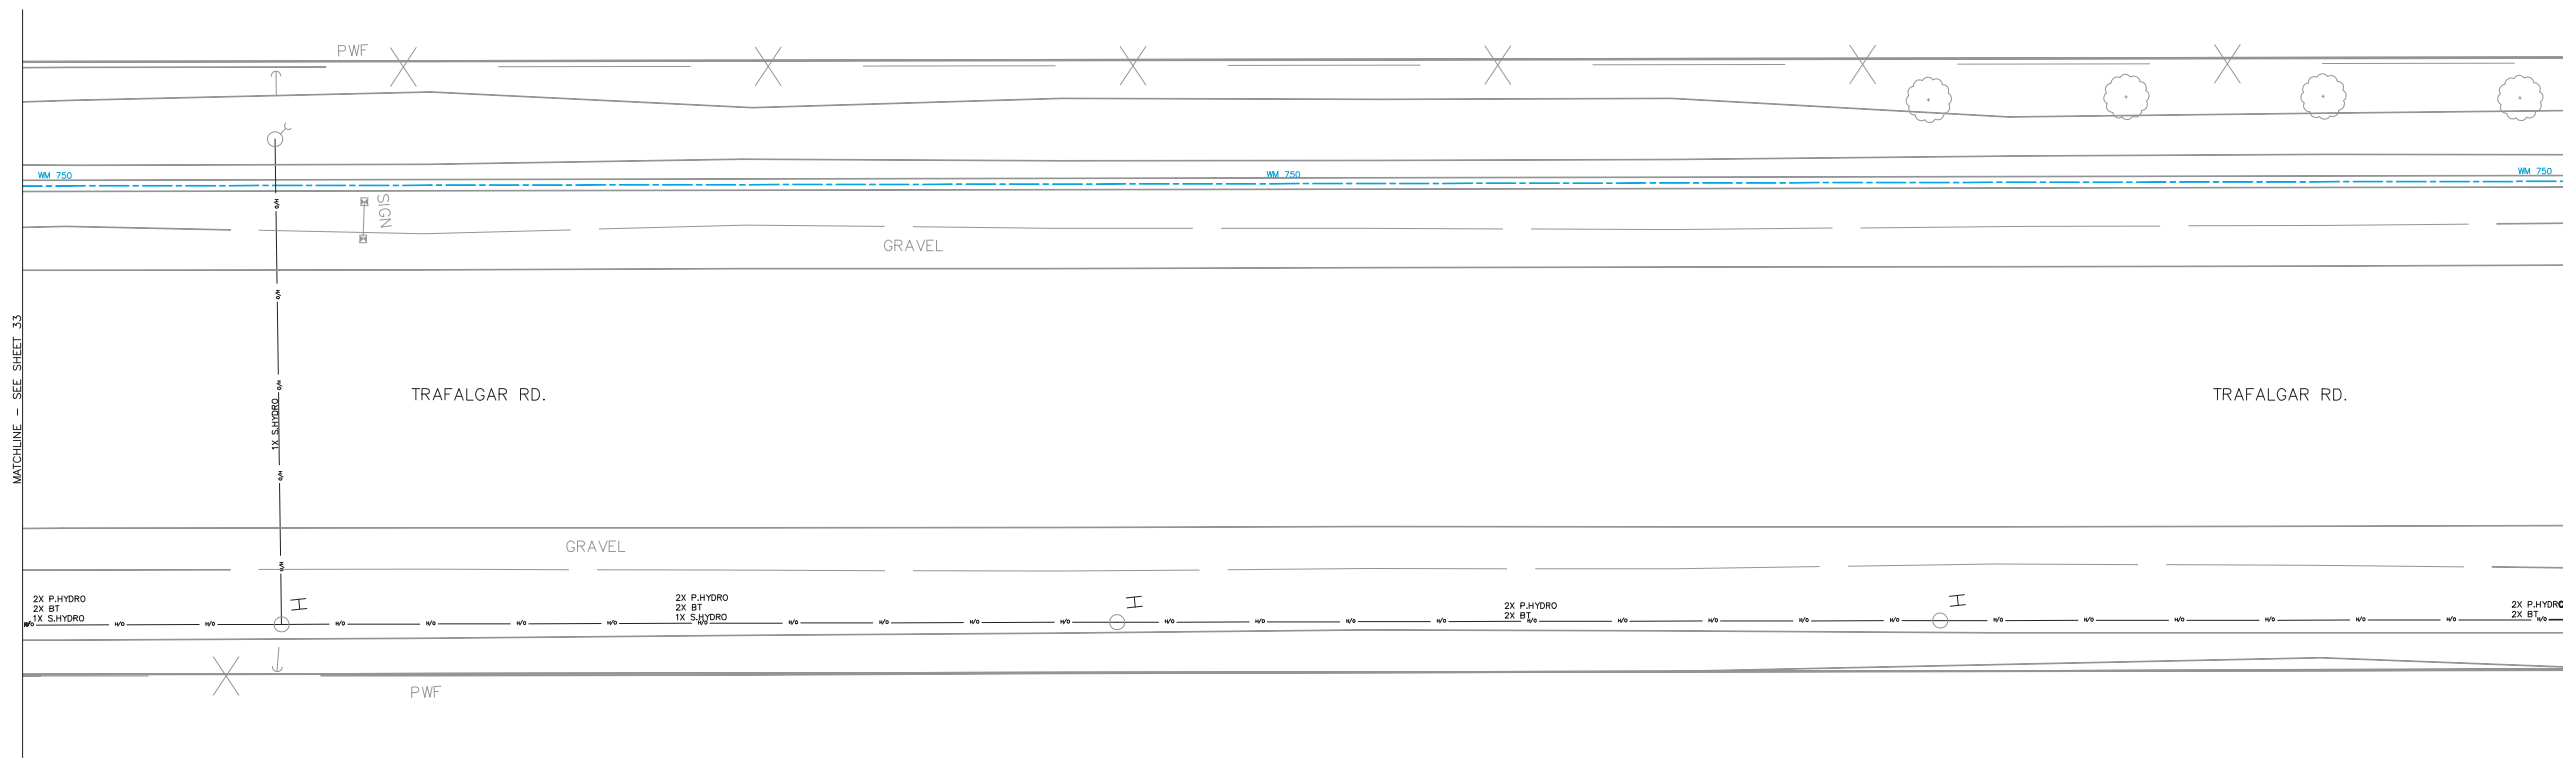 PWF
WM 750
WM 750
WM 750
SIGN
GRAVEL
O/H
O/H
O/H
O/H
O/H
1X S.HYDRO
MATCHLINE - SEE SHEET 33
TRAFALGAR RD.
TRAFALGAR RD.
GRAVEL
2X P.HYDRO
2X BT
1X S.HYDRO
H
2X P.HYDRO
2X BT
1X S.HYDRO
H
2X P.HYDRO
2X BT
H
2X P.HYDRO
2X BT
H/O H/O H/O H/O H/O H/O H/O H/O H/O H/O H/O H/O H/O H/O H/O H/O H/O H/O H/O H/O H/O H/O H/O H/O H/O H/O H/O H/O
PWF